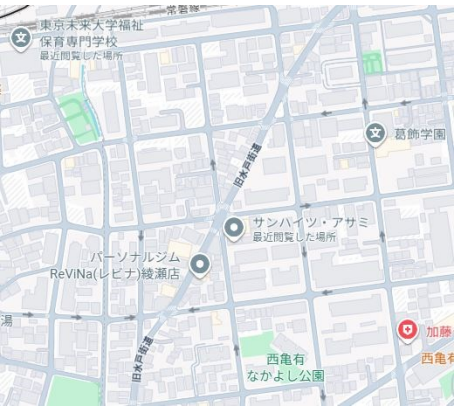 常磐線
東京未来大学福祉
保育専門学校
最近閲覧した場所
葛飾学園
旧水戸街道
サンハイツ・アサミ
最近閲覧した場所
パーソナルジム
ReViNa(レビナ)綾瀬店
湯
旧水戸街道
加藤
西亀有
なかよし公園
西亀有